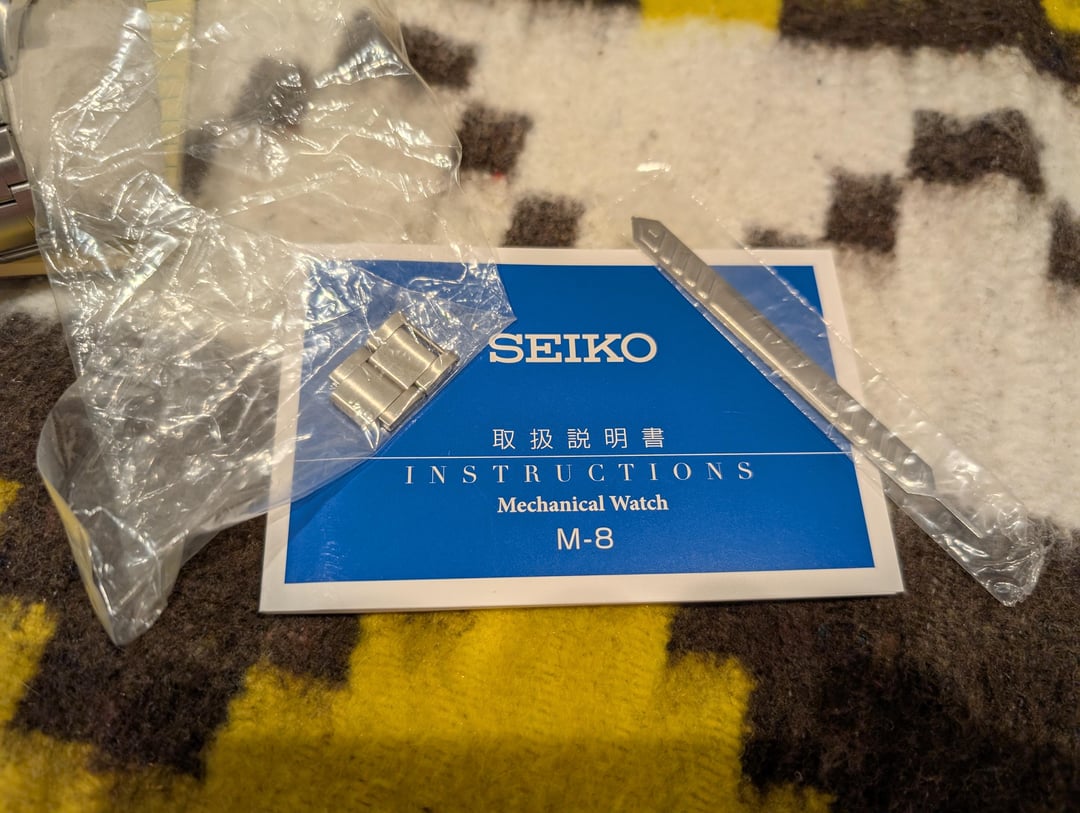 SEIKO
取扱説明書
INSTRUCTIONS
Mechanical Watch
M-8